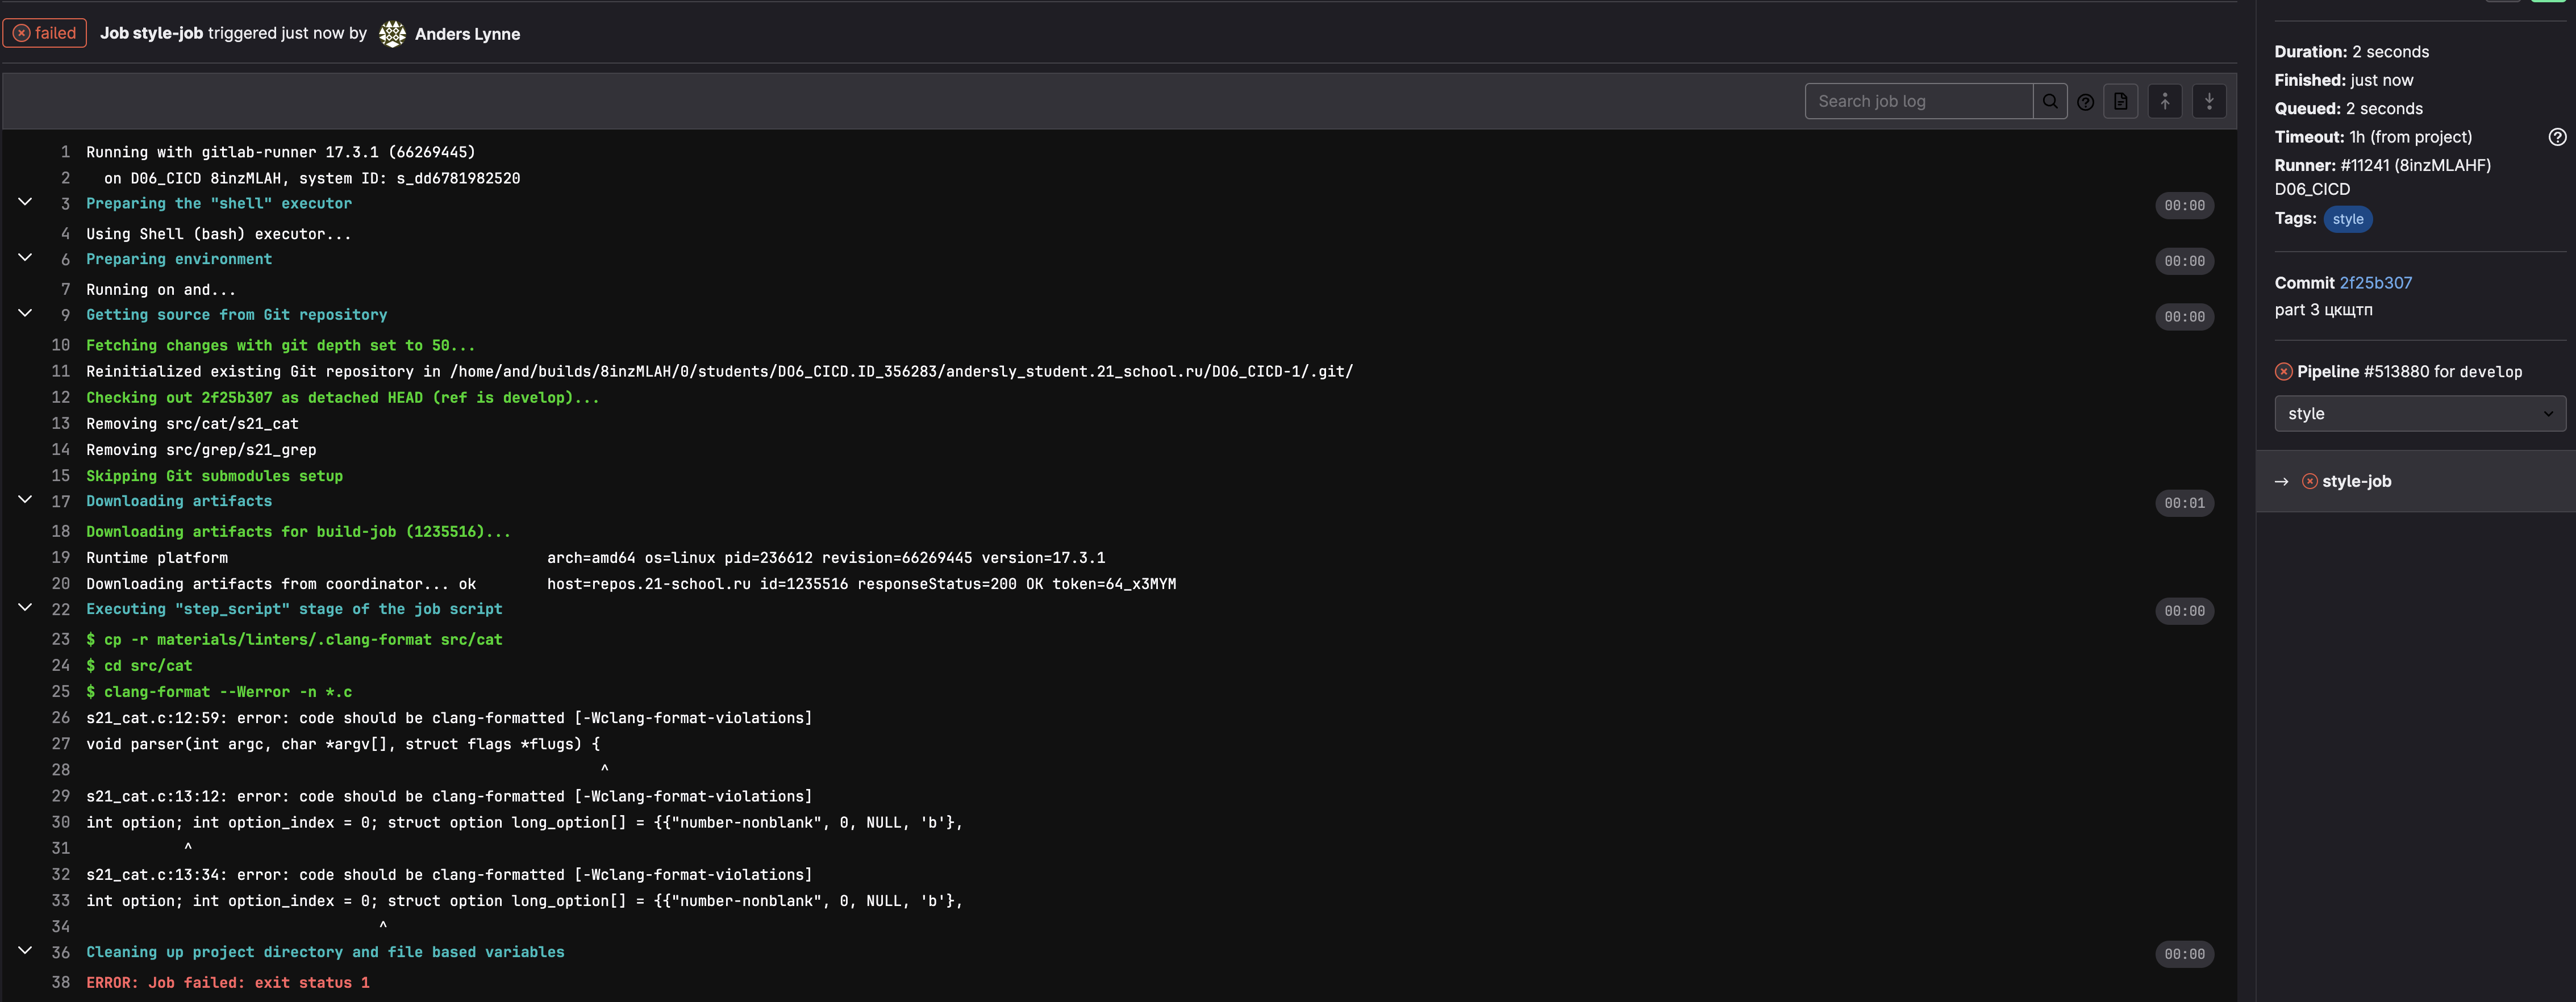 failed Job style-job triggered just now by Anders Lynne
Search job log
1 Running with gitlab-runner 17.3.1 (66269445)
2 on D06_CICD 8inzMLAH, system ID: s_dd6781982520
3 Preparing the "shell" executor 00:00
4 Using Shell (bash) executor...
6 Preparing environment 00:00
7 Running on and...
9 Getting source from Git repository 00:00
10 Fetching changes with git depth set to 50...
11 Reinitialized existing Git repository in /home/and/builds/8inzMLAH/0/students/DO6_CICD.ID_356283/andersly_student.21_school.ru/DO6_CICD-1/.git/
12 Checking out 2f25b307 as detached HEAD (ref is develop)...
13 Removing src/cat/s21_cat
14 Removing src/grep/s21_grep
15 Skipping Git submodules setup
17 Downloading artifacts 00:01
18 Downloading artifacts for build-job (1235516)...
19 Runtime platform arch=amd64 os=linux pid=236612 revision=66269445 version=17.3.1
20 Downloading artifacts from coordinator... ok host=repos.21-school.ru id=1235516 responseStatus=200 OK token=64_x3MYM
22 Executing "step_script" stage of the job script 00:00
23 $ cp -r materials/linters/.clang-format src/cat
24 $ cd src/cat
25 $ clang-format --Werror -n *.c
26 s21_cat.c:12:59: error: code should be clang-formatted [-Wclang-format-violations]
27 void parser(int argc, char *argv[], struct flags *flugs) {
28 ^
29 s21_cat.c:13:12: error: code should be clang-formatted [-Wclang-format-violations]
30 int option; int option_index = 0; struct option long_option[] = {{"number-nonblank", 0, NULL, 'b'},
31 ^
32 s21_cat.c:13:34: error: code should be clang-formatted [-Wclang-format-violations]
33 int option; int option_index = 0; struct option long_option[] = {{"number-nonblank", 0, NULL, 'b'},
34 ^
36 Cleaning up project directory and file based variables 00:00
38 ERROR: Job failed: exit status 1
Duration: 2 seconds
Finished: just now
Queued: 2 seconds
Timeout: 1h (from project)
Runner: #11241 (8inzMLAHF)
D06_CICD
Tags: style
Commit 2f25b307
part 3 цкщтп
Pipeline #513880 for develop
style
→ style-job